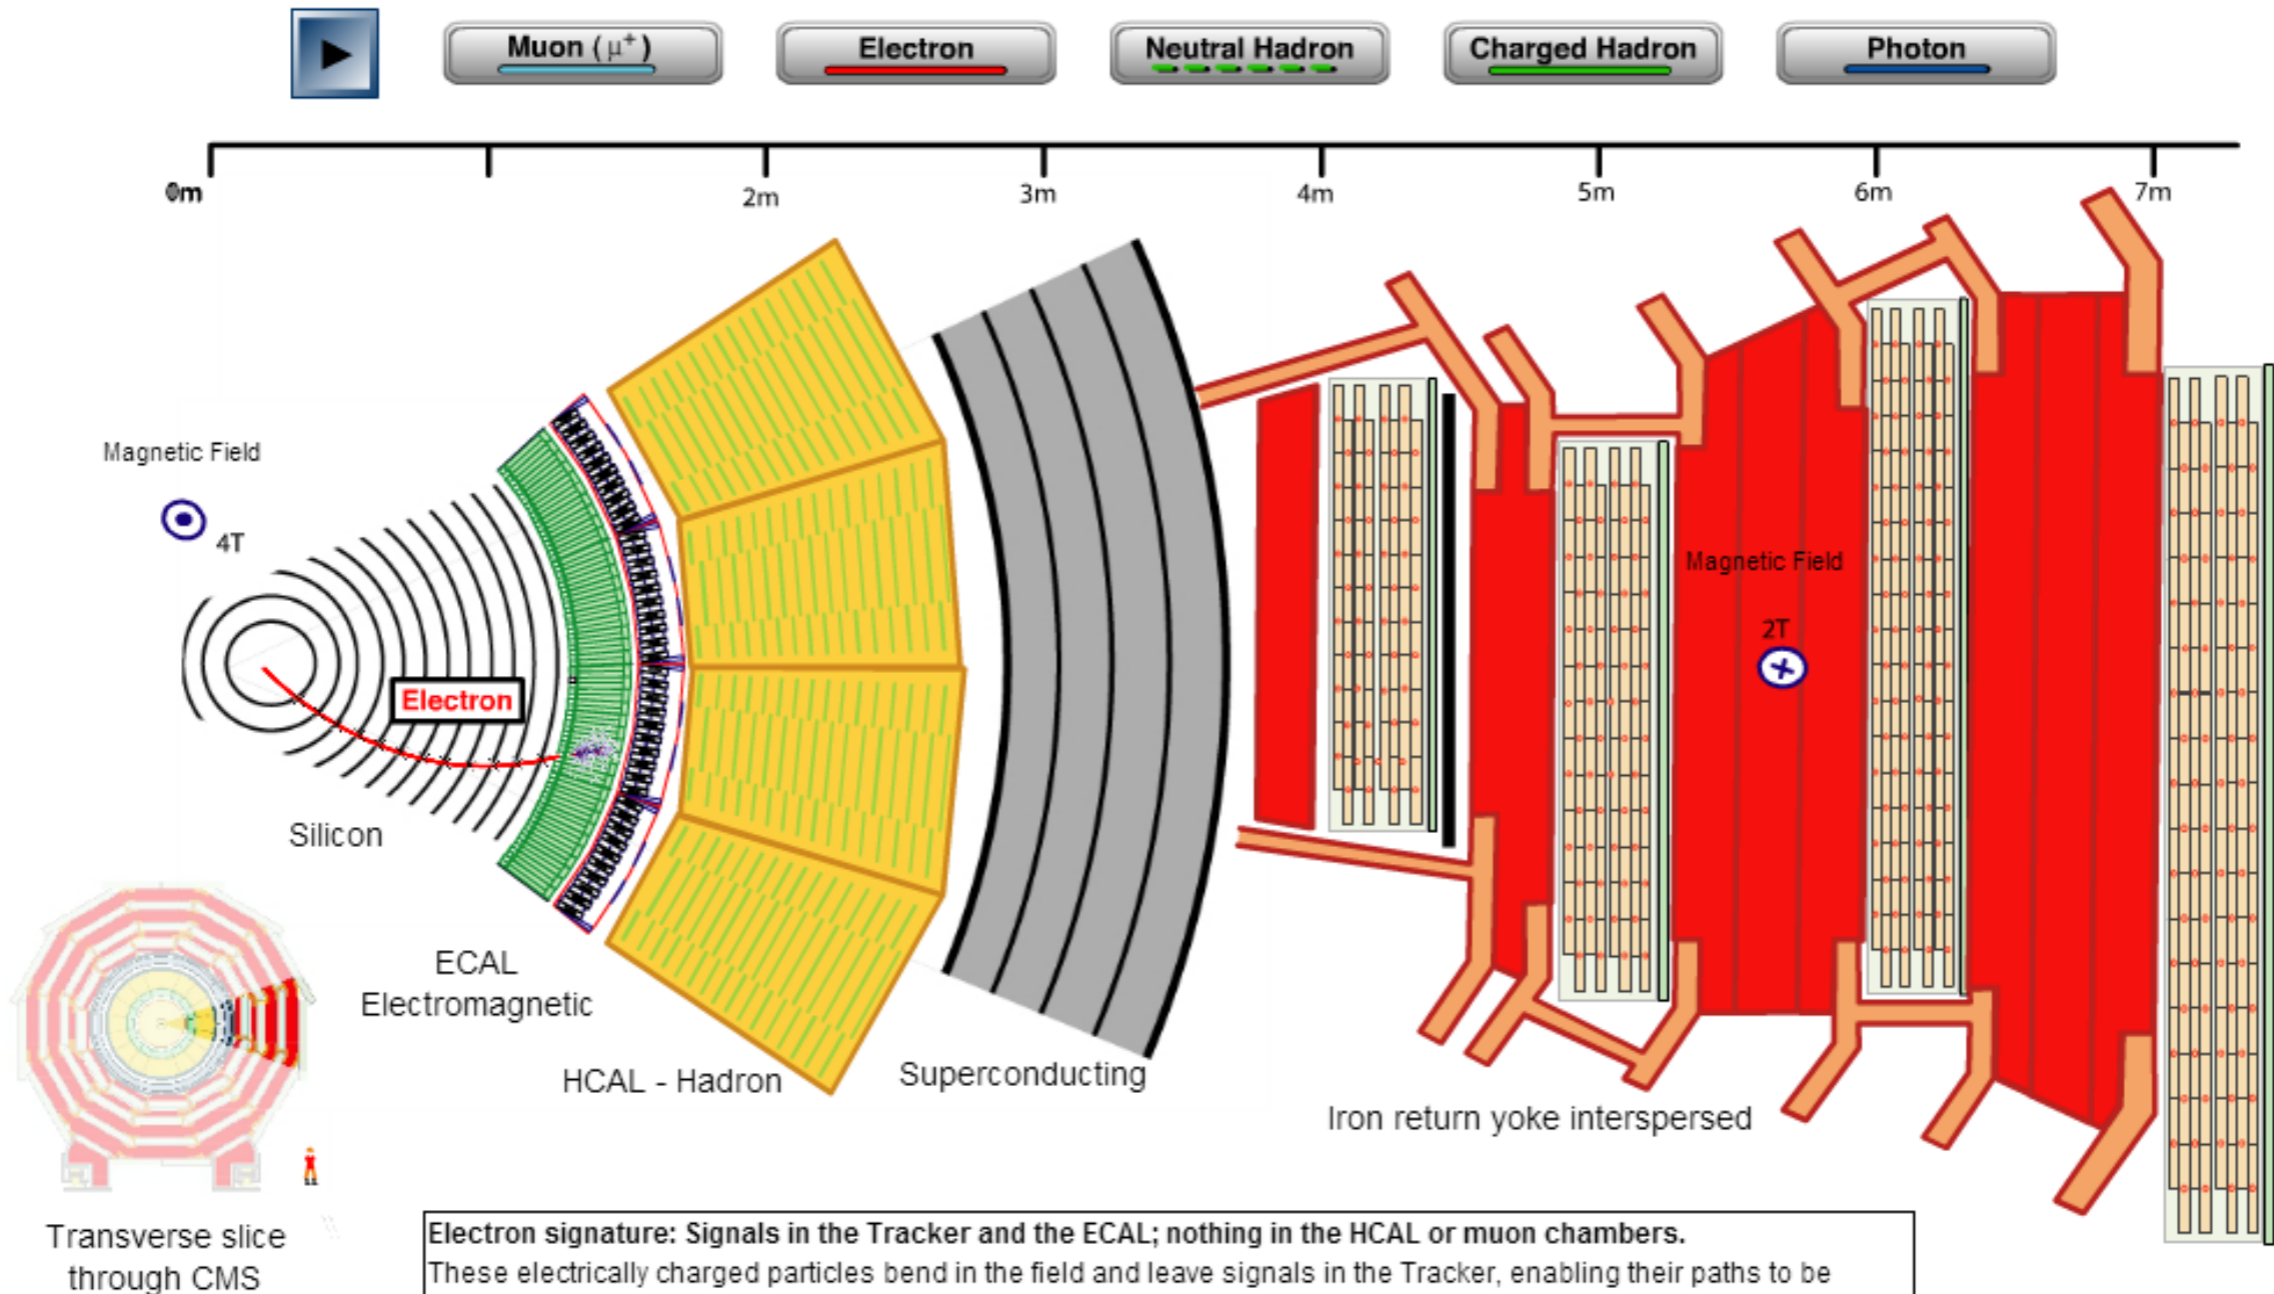 Muon (μ⁺)
Electron
Neutral Hadron
Charged Hadron
Photon
0m
2m
3m
4m
5m
6m
7m
Magnetic Field
4T
Magnetic Field
2T
Electron
Silicon
ECAL
Electromagnetic
HCAL - Hadron
Superconducting
Iron return yoke interspersed
Transverse slice
through CMS
Electron signature: Signals in the Tracker and the ECAL; nothing in the HCAL or muon chambers.
These electrically charged particles bend in the field and leave signals in the Tracker, enabling their paths to be